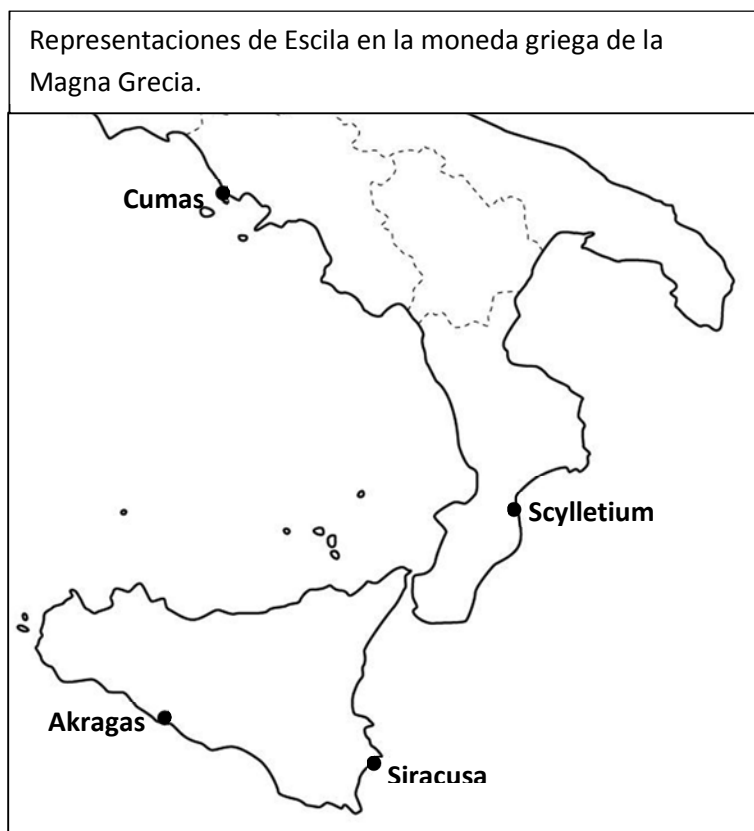 Representaciones de Escila en la moneda griega de la
Magna Grecia.
Cumas
Scylletium
Akragas
Siracusa